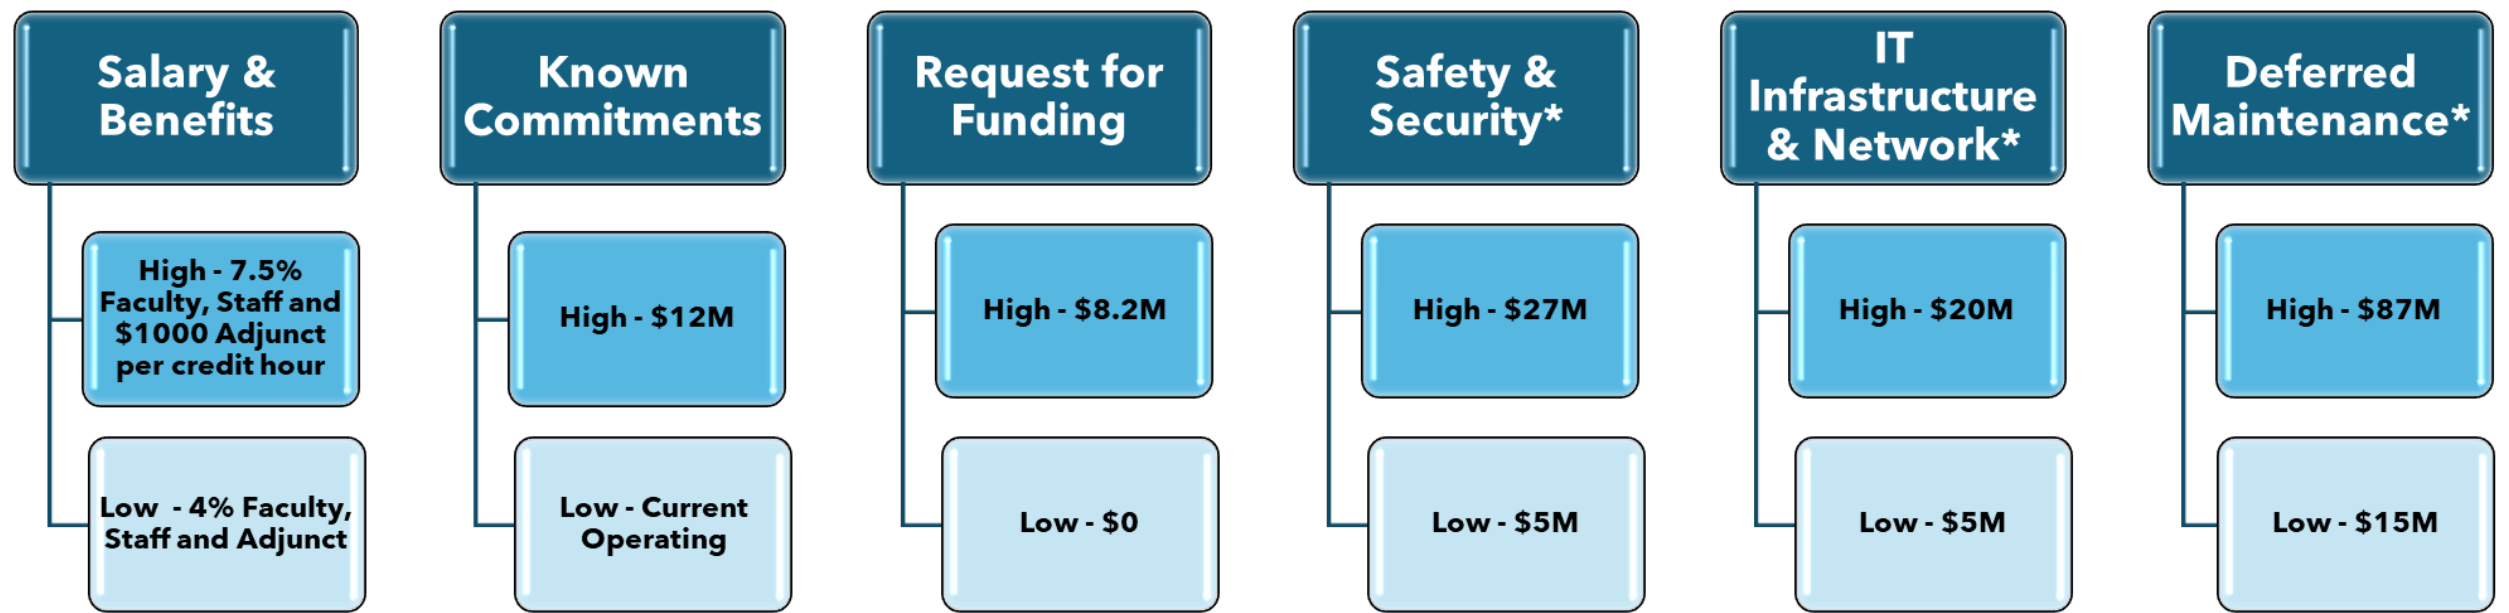 Salary &
Benefits
High - 7.5%
Faculty, Staff and
$1000 Adjunct
per credit hour
Low - 4% Faculty,
Staff and Adjunct
Known
Commitments
High - $12M
Low - Current
Operating
Request for
Funding
High - $8.2M
Low - $0
Safety &
Security*
High - $27M
Low - $5M
IT
Infrastructure
& Network*
High - $20M
Low - $5M
Deferred
Maintenance*
High - $87M
Low - $15M